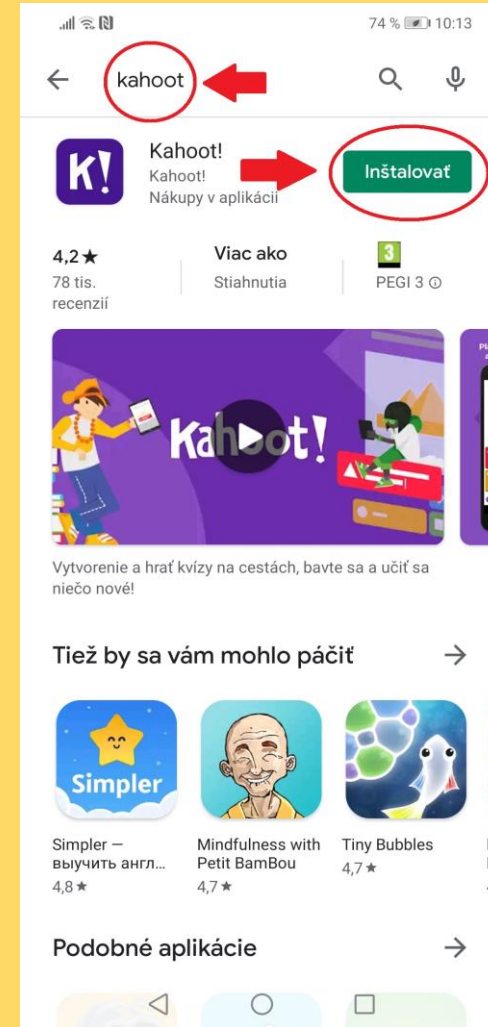 74 % 10:13
kahoot
K!
Kahoot!
Kahoot!
Nákupy v aplikácii
Inštalovať
4,2★
78 tis.
recenzií
Viac ako
Stiahnutia
3
PEGI 3
Kahoot!
Vytvorenie a hrať kvízy na cestách, bavte sa a učiť sa
niečo nové!
Tiež by sa vám mohlo páčiť
Simpler
Simpler —
выучить англ...
4,8★
Mindfulness with
Petit BamBou
4,7★
Tiny Bubbles
4,7★
Podobné aplikácie